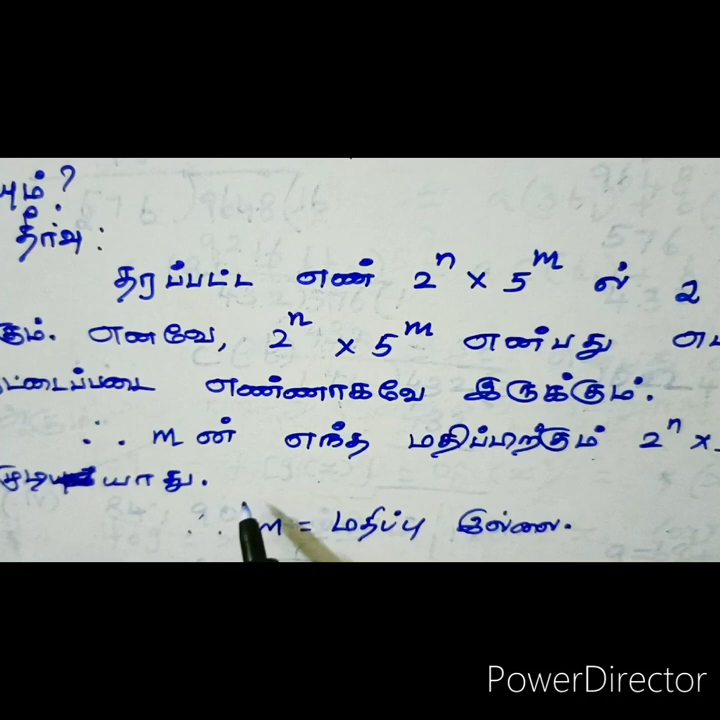 யும்?
தீர்வு :
தரப்பட்ட எண் 2ⁿ × 5ᵐ ல் 2
கும். எனவே, 2ⁿ × 5ᵐ என்பது எ
ட்டைப்படை எண்ணாகவே இருக்கும்.
∴ m ன் எந்த மதிப்பிற்கும் 2ⁿ ×
முடியாது.
∴ m = மதிப்பு இல்லை.
PowerDirector